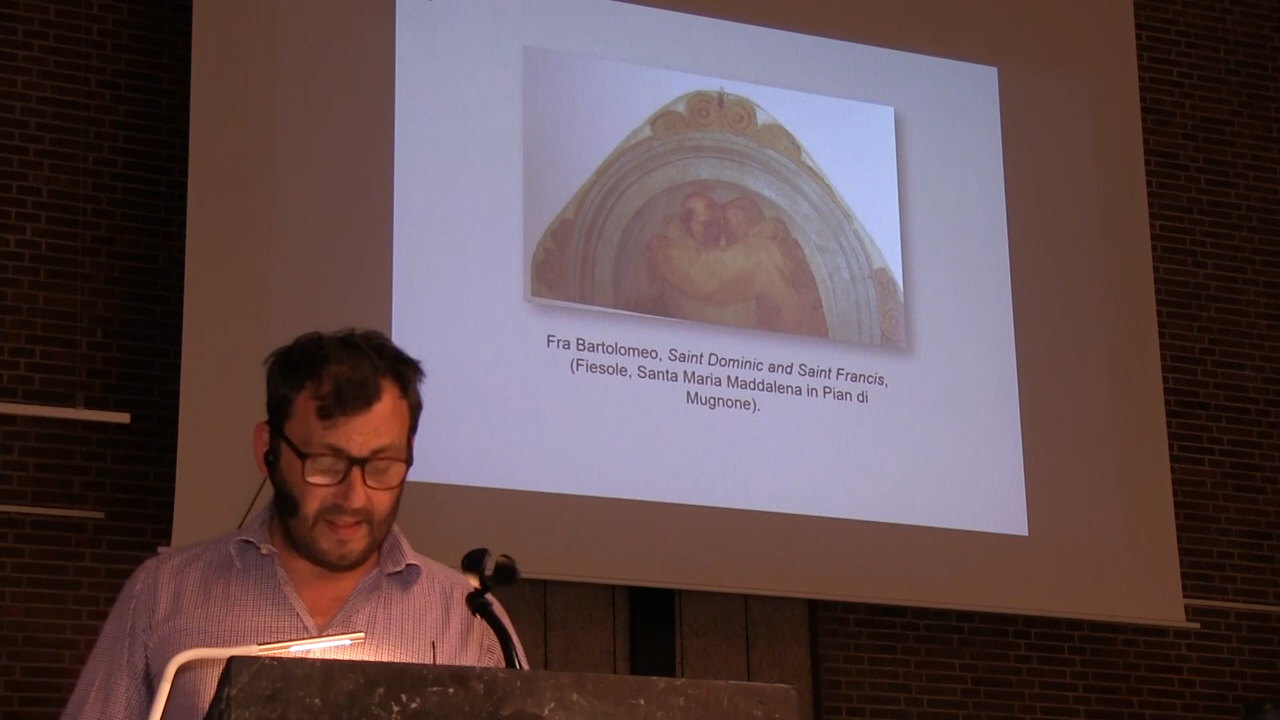 Fra Bartolomeo, Saint Dominic and Saint Francis,
(Fiesole, Santa Maria Maddalena in Pian di
Mugnone).